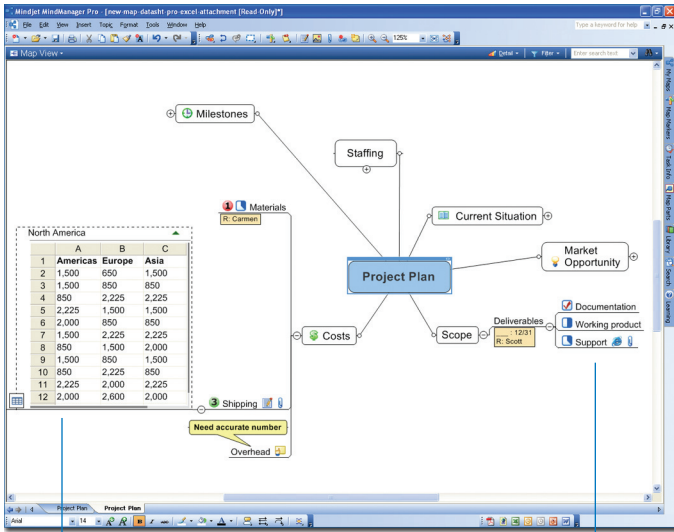 Mindjet MindManager Pro - [new-map-datasht-pro-excel-attachment [Read Only]*]
File Edit View Insert Topic Format Tools Window Help
Type a keyword for help
125%
Map View
Detail Filter Enter search text
My Maps
Map Markers
Task Info
Map Parts
Library
Search
Learning
Milestones
Staffing
1 Materials
R: Carmen
Current Situation
North America
Market
Opportunity
A B C
1 Americas Europe Asia
2 1,500 650 1,500
3 1,500 850 850
4 850 2,225 2,225
5 2,225 1,500 1,500
6 2,000 850 850
7 1,500 2,225 2,225
8 850 1,500 2,000
9 1,500 850 1,500
10 850 2,225 850
11 2,225 2,000 2,225
12 2,000 2,600 2,000
Project Plan
Costs
Scope
Deliverables
___ : 12/31
R: Scott
Documentation
Working product
Support
3 Shipping
Need accurate number
Overhead
Project Plan Project Plan
Arial 14